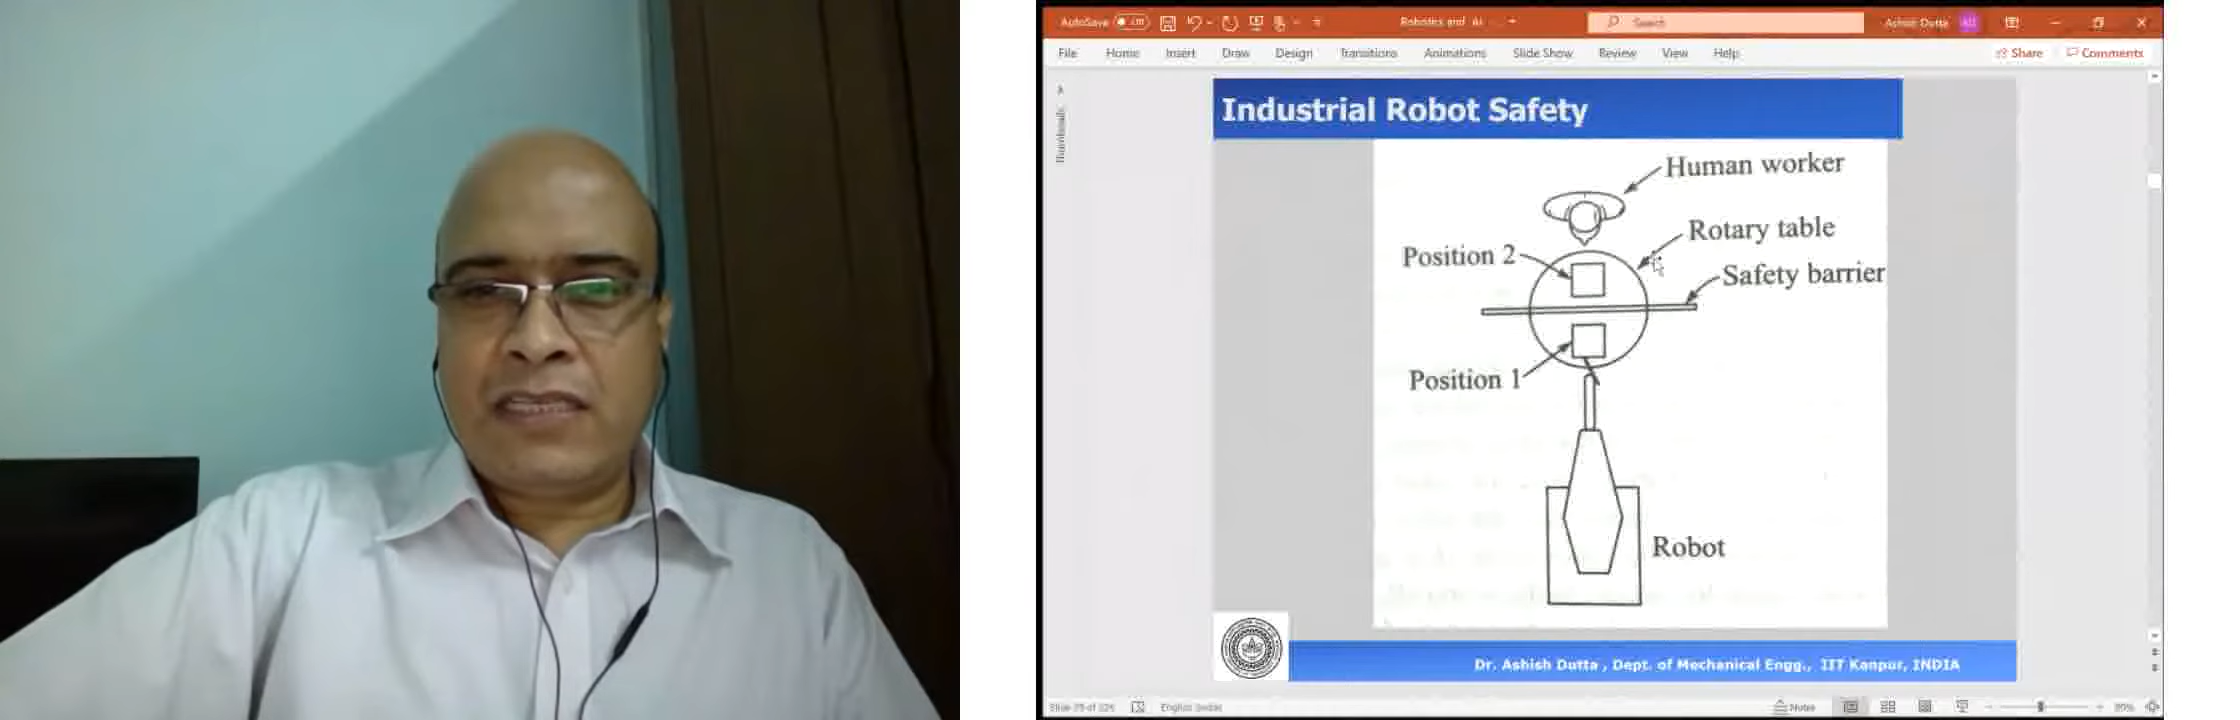 AutoSave
Robotics and AI
Search
Ashish Dutta
File Home Insert Draw Design Transitions Animations Slide Show Review View Help
Share Comments
Thumbnails
Industrial Robot Safety
Human worker
Rotary table
Position 2
Safety barrier
Position 1
Robot
Dr. Ashish Dutta , Dept. of Mechanical Engg., IIT Kanpur, INDIA
Notes